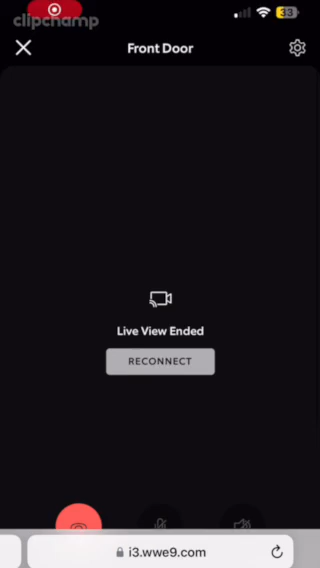 clipchamp
33
Front Door
Live View Ended
RECONNECT
i3.wwe9.com